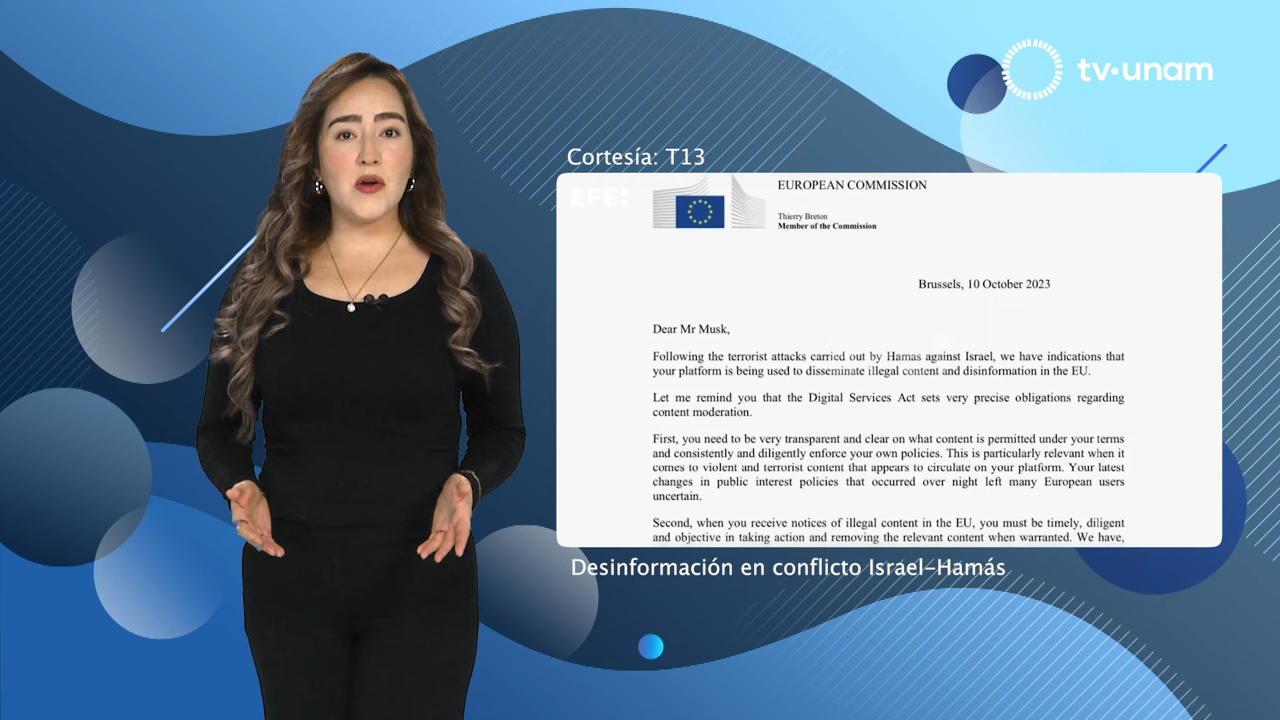 tv·unam
Cortesía: T13
EFE:
EUROPEAN COMMISSION
Thierry Breton
Member of the Commission
Brussels, 10 October 2023
Dear Mr Musk,
Following the terrorist attacks carried out by Hamas against Israel, we have indications that
your platform is being used to disseminate illegal content and disinformation in the EU.
Let me remind you that the Digital Services Act sets very precise obligations regarding
content moderation.
First, you need to be very transparent and clear on what content is permitted under your terms
and consistently and diligently enforce your own policies. This is particularly relevant when it
comes to violent and terrorist content that appears to circulate on your platform. Your latest
changes in public interest policies that occurred over night left many European users
uncertain.
Second, when you receive notices of illegal content in the EU, you must be timely, diligent
and objective in taking action and removing the relevant content when warranted. We have,
Desinformación en conflicto Israel-Hamás